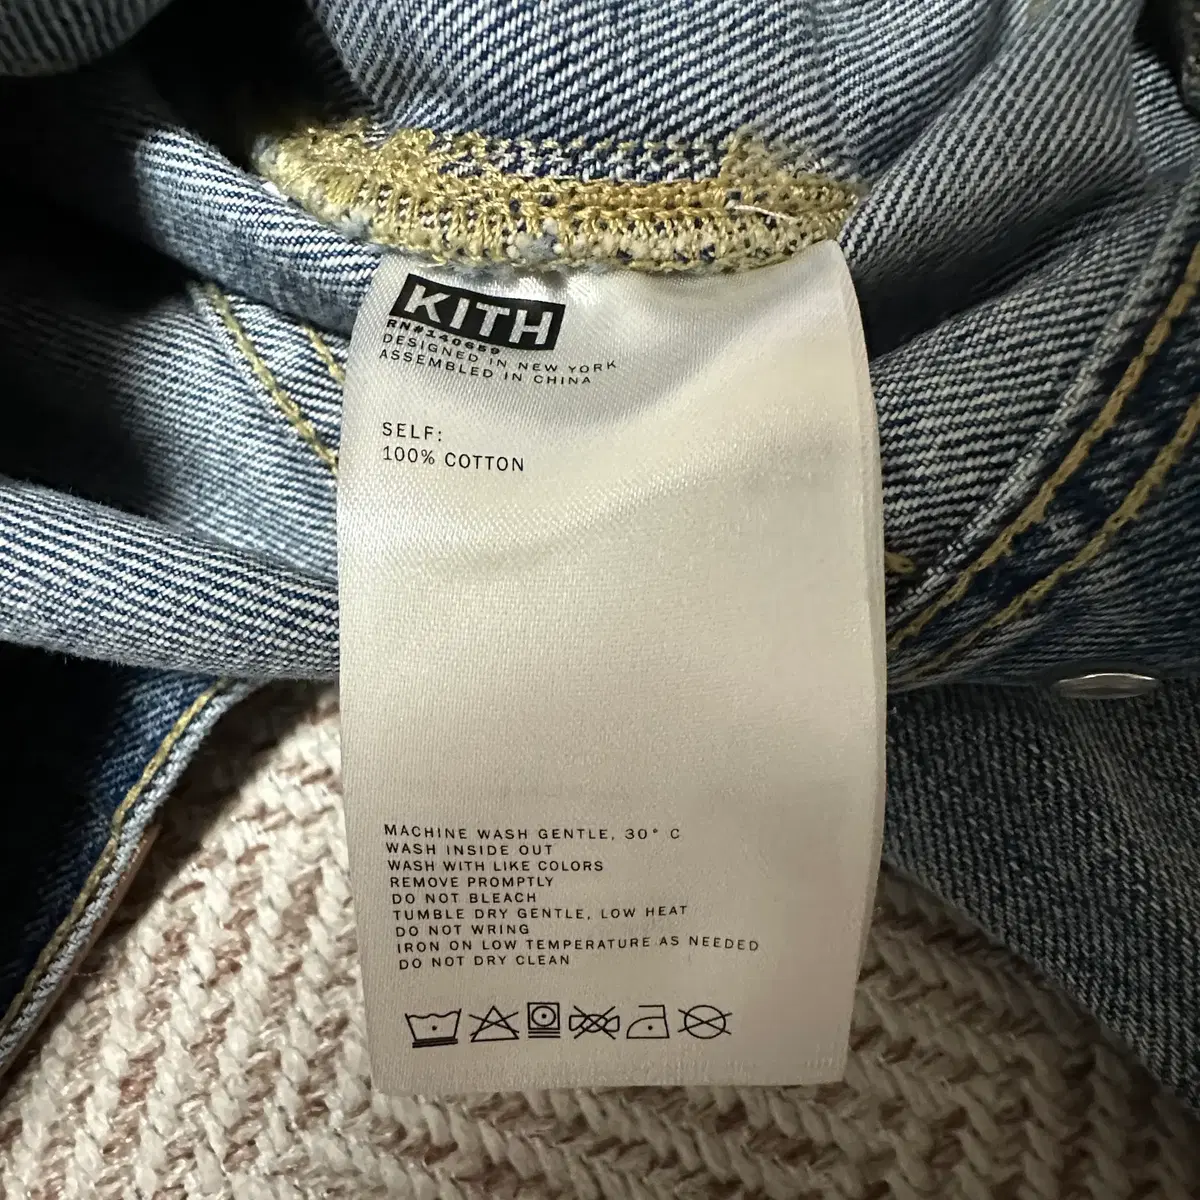 KITH
RN#140659
DESIGNED IN NEW YORK
ASSEMBLED IN CHINA
SELF:
100% COTTON
MACHINE WASH GENTLE, 30° C
WASH INSIDE OUT
WASH WITH LIKE COLORS
REMOVE PROMPTLY
DO NOT BLEACH
TUMBLE DRY GENTLE, LOW HEAT
DO NOT WRING
IRON ON LOW TEMPERATURE AS NEEDED
DO NOT DRY CLEAN